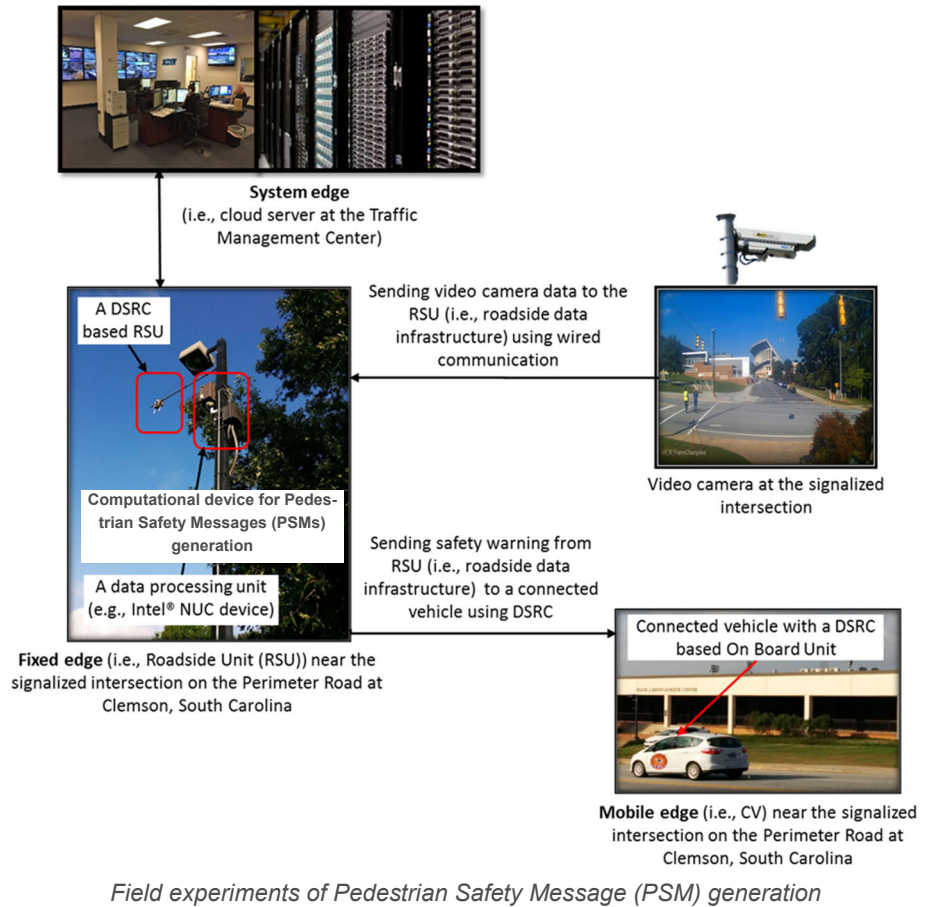 System edge
(i.e., cloud server at the Traffic
Management Center)
A DSRC
based RSU
Sending video camera data to the
RSU (i.e., roadside data
infrastructure) using wired
communication
Video camera at the signalized
intersection
Computational device for Pedes-
trian Safety Messages (PSMs)
generation
A data processing unit
(e.g., Intel® NUC device)
Sending safety warning from
RSU (i.e., roadside data
infrastructure) to a connected
vehicle using DSRC
Fixed edge (i.e., Roadside Unit (RSU)) near the
signalized intersection on the Perimeter Road at
Clemson, South Carolina
Connected vehicle with a DSRC
based On Board Unit
Mobile edge (i.e., CV) near the signalized
intersection on the Perimeter Road at
Clemson, South Carolina
Field experiments of Pedestrian Safety Message (PSM) generation